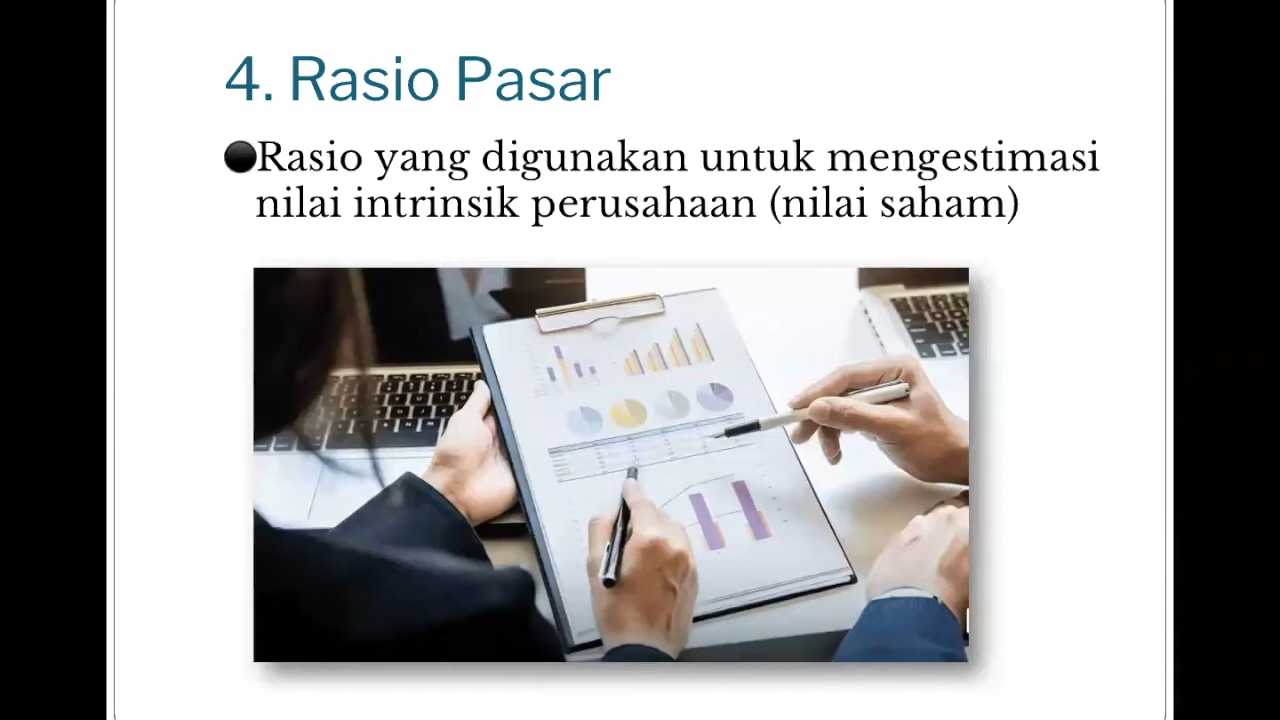 4. Rasio Pasar
Rasio yang digunakan untuk mengestimasi
nilai intrinsik perusahaan (nilai saham)